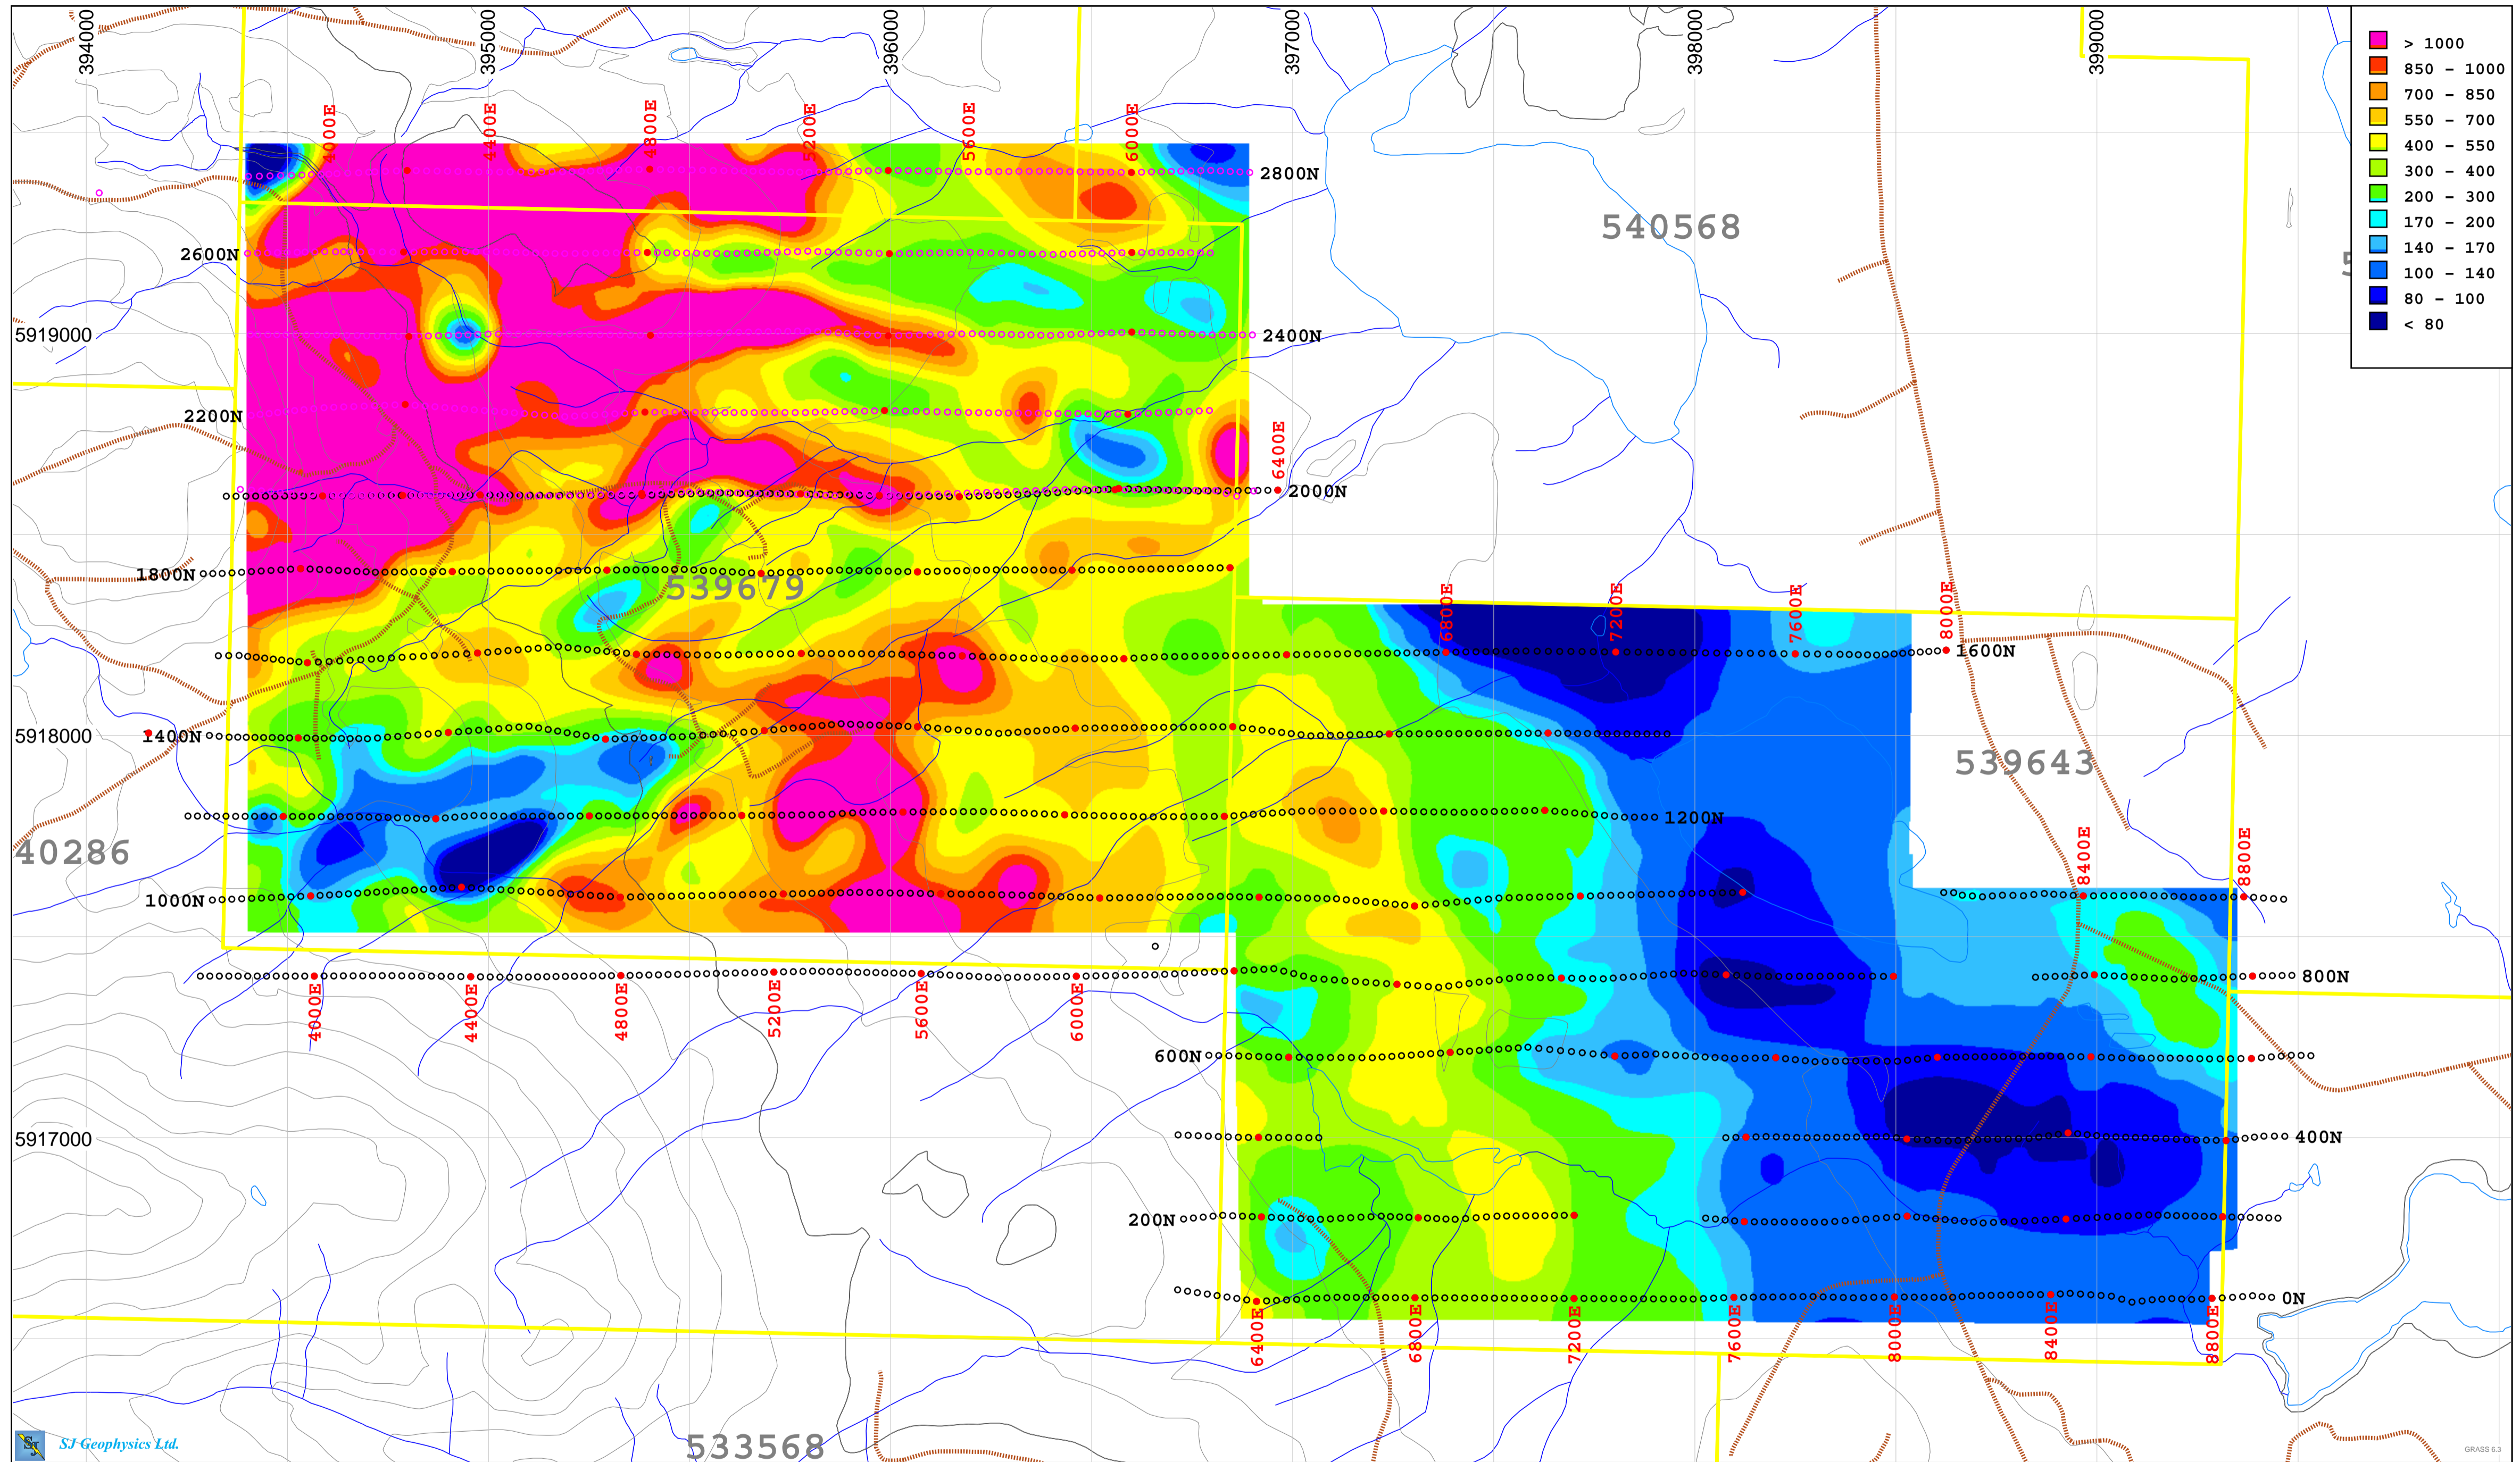 394000
395000
396000
397000
398000
399000
> 1000
850 - 1000
700 - 850
550 - 700
400 - 550
300 - 400
200 - 300
170 - 200
140 - 170
100 - 140
80 - 100
< 80
4000E
4400E
4800E
5200E
5600E
6000E
2800N
540568
2600N
5919000
2400N
2200N
6400E
2000N
1800N
539679
6800E
7200E
7600E
8000E
1600N
5918000
1400N
539643
1200N
40286
8400E
8800E
1000N
800N
4000E
4400E
4800E
5200E
5600E
6000E
600N
5917000
400N
200N
0N
6400E
6800E
7200E
7600E
8000E
8400E
8800E
533568
SJ
SJ Geophysics Ltd.
GRASS 6.3